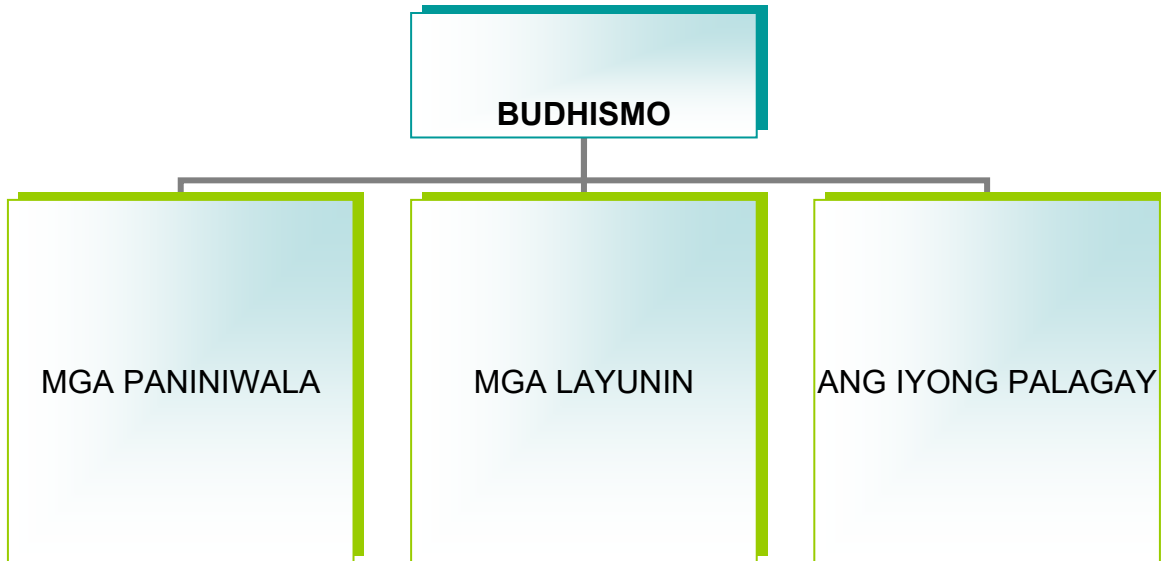 BUDHISMO
MGA PANINIWALA
MGA LAYUNIN
ANG IYONG PALAGAY